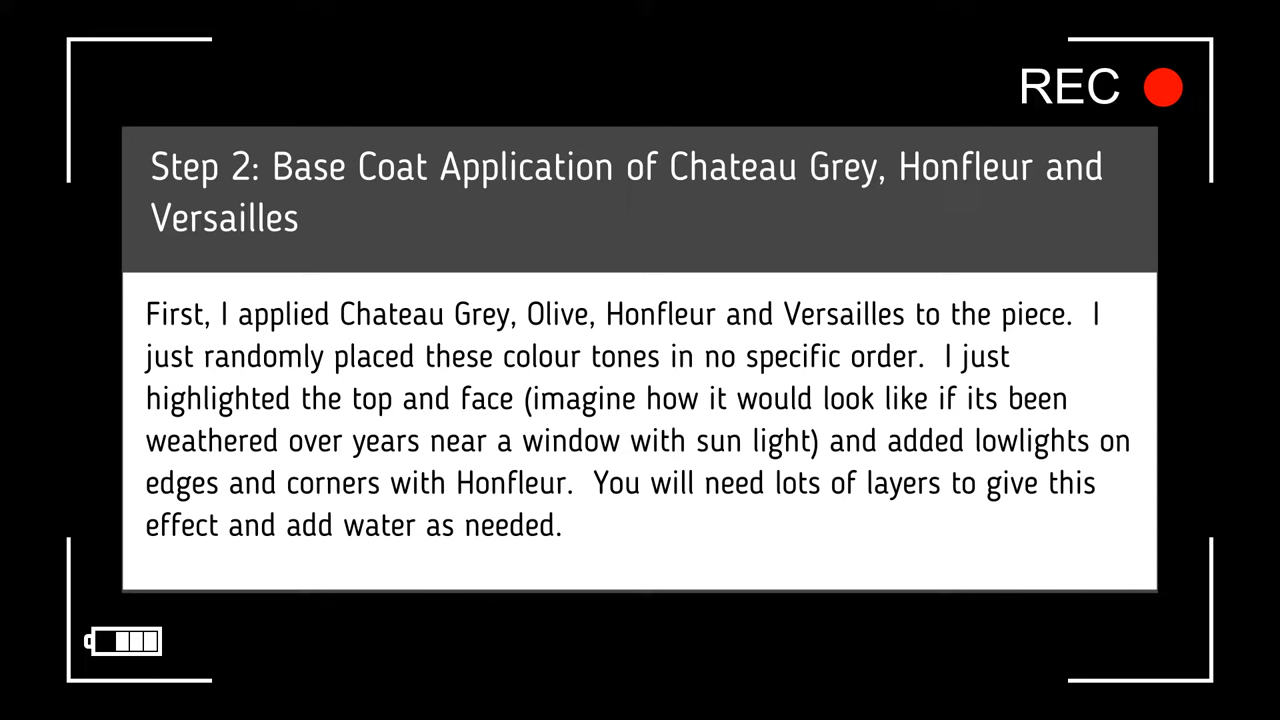 REC
Step 2: Base Coat Application of Chateau Grey, Honfleur and
Versailles
First, I applied Chateau Grey, Olive, Honfleur and Versailles to the piece.  I
just randomly placed these colour tones in no specific order.  I just
highlighted the top and face (imagine how it would look like if its been
weathered over years near a window with sun light) and added lowlights on
edges and corners with Honfleur.  You will need lots of layers to give this
effect and add water as needed.